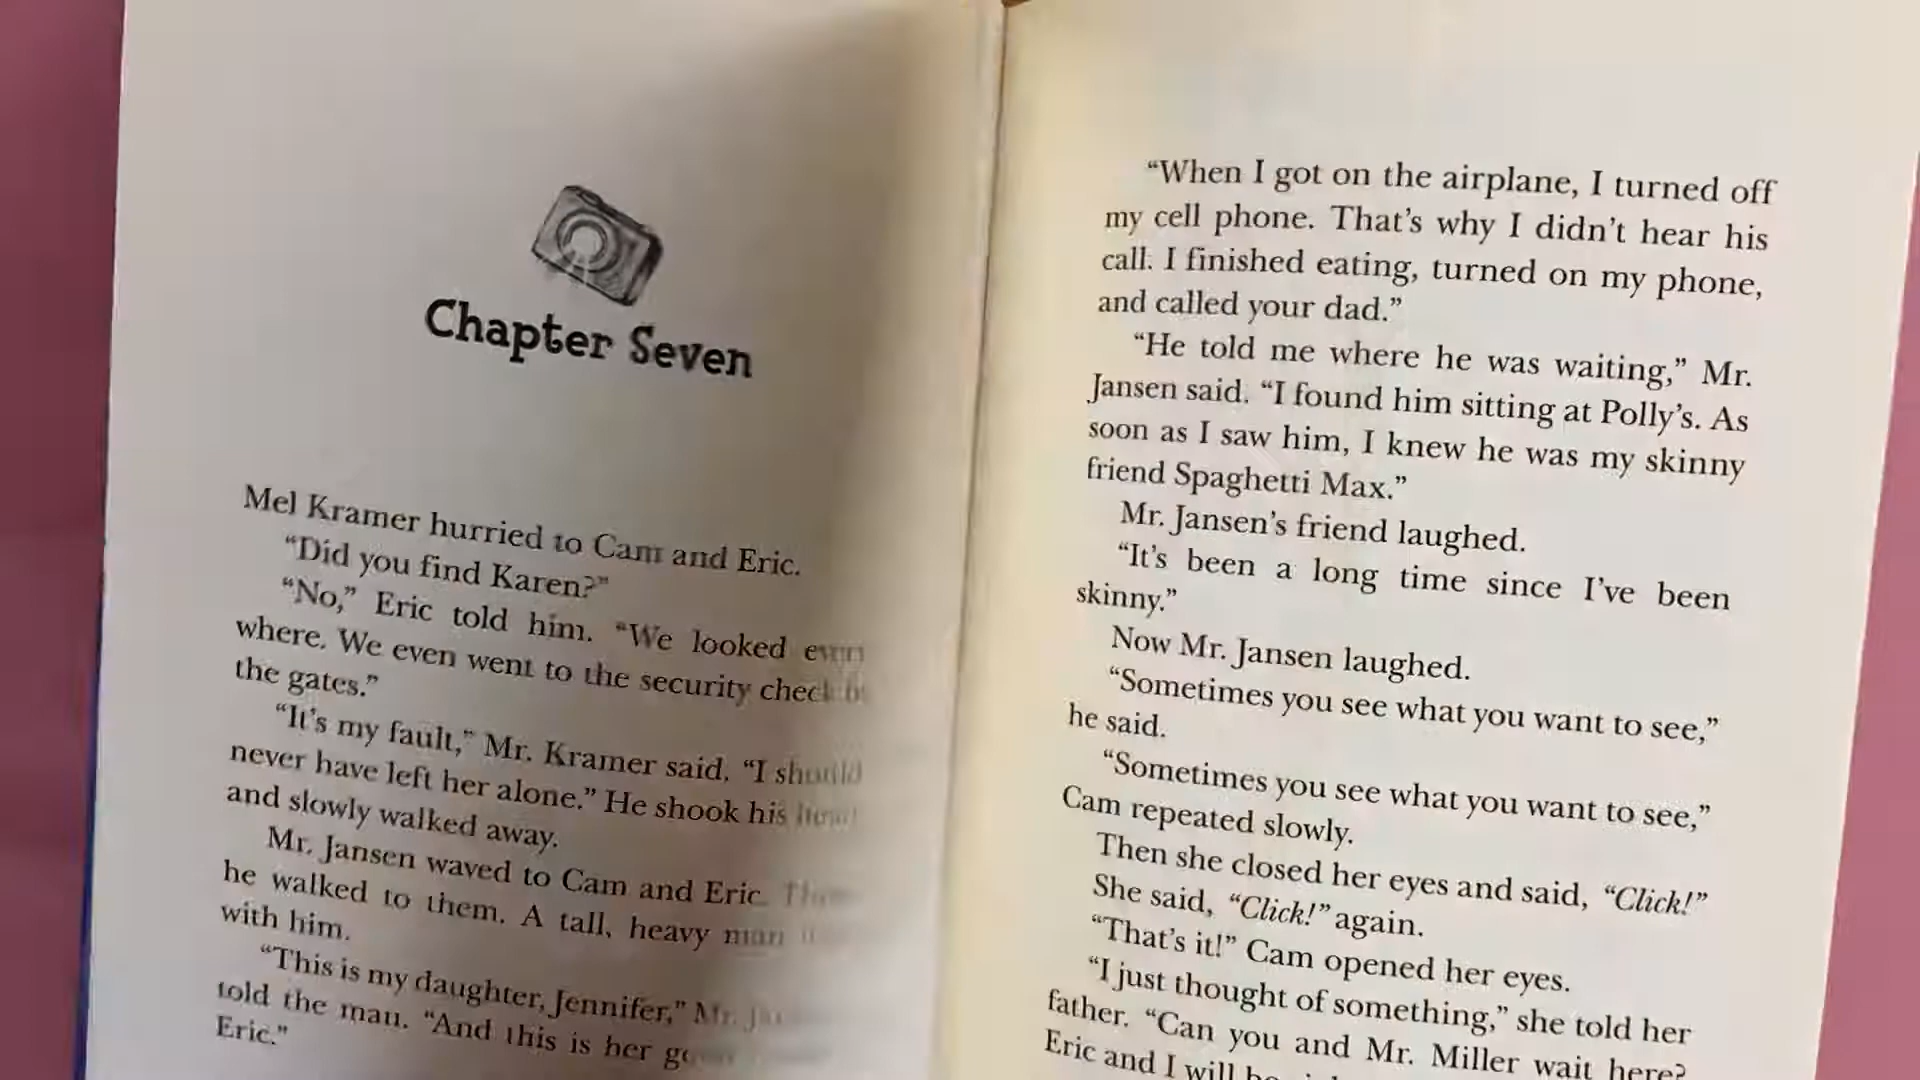 Chapter Seven
Mel Kramer hurried to Cam and Eric.
“Did you find Karen?”
“No,” Eric told him. “We looked every
where. We even went to the security check by
the gates.”
“It’s my fault,” Mr. Kramer said. “I should
never have left her alone.” He shook his head
and slowly walked away.
Mr. Jansen waved to Cam and Eric. Then
he walked to them. A tall, heavy man
with him.
“This is my daughter, Jennifer,” Mr.
told the man. “And this is her
Eric.”
“When I got on the airplane, I turned off
my cell phone. That’s why I didn’t hear his
call. I finished eating, turned on my phone,
and called your dad.”
“He told me where he was waiting,” Mr.
Jansen said. “I found him sitting at Polly’s. As
soon as I saw him, I knew he was my skinny
friend Spaghetti Max.”
Mr. Jansen’s friend laughed.
“It’s been a long time since I’ve been
skinny.”
Now Mr. Jansen laughed.
“Sometimes you see what you want to see,”
he said.
“Sometimes you see what you want to see,”
Cam repeated slowly.
Then she closed her eyes and said, “Click!”
She said, “Click!” again.
“That’s it!” Cam opened her eyes.
“I just thought of something,” she told her
father. “Can you and Mr. Miller wait here?
Eric and I will